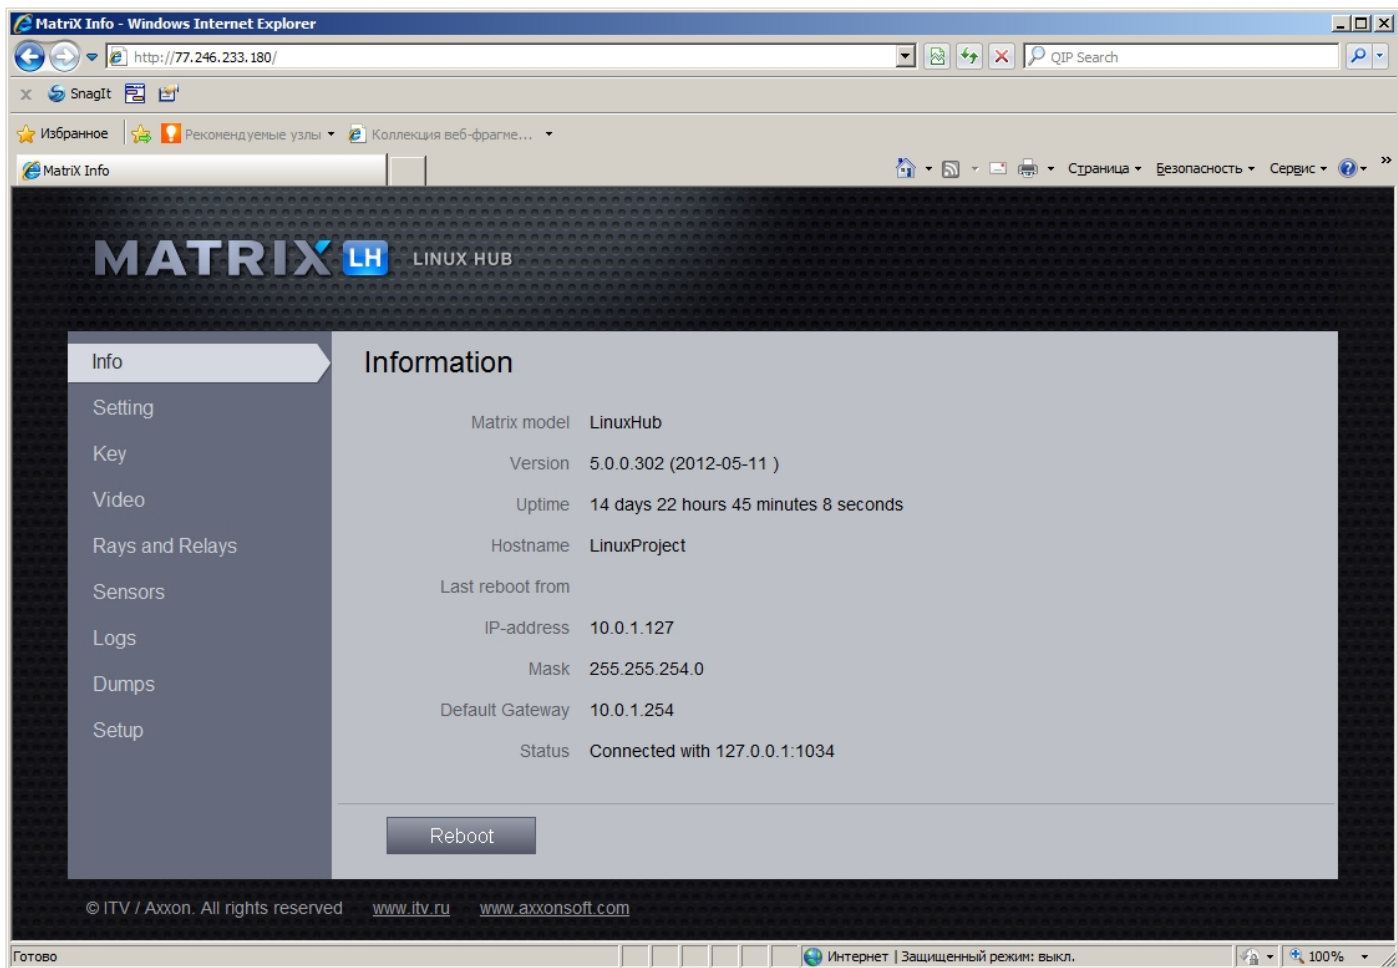 MatriX Info - Windows Internet Explorer
http://77.246.233.180/
QIP Search
x SnagIt
Избранное Рекомендуемые узлы Коллекция веб-фрагме...
MatriX Info
Страница Безопасность Сервис »
MATRIX LH LINUX HUB
Info
Setting
Key
Video
Rays and Relays
Sensors
Logs
Dumps
Setup
Information
Matrix model LinuxHub
Version 5.0.0.302 (2012-05-11 )
Uptime 14 days 22 hours 45 minutes 8 seconds
Hostname LinuxProject
Last reboot from
IP-address 10.0.1.127
Mask 255.255.254.0
Default Gateway 10.0.1.254
Status Connected with 127.0.0.1:1034
Reboot
© ITV / Axxon. All rights reserved www.itv.ru www.axxonsoft.com
Готово Интернет | Защищенный режим: выкл. 100%